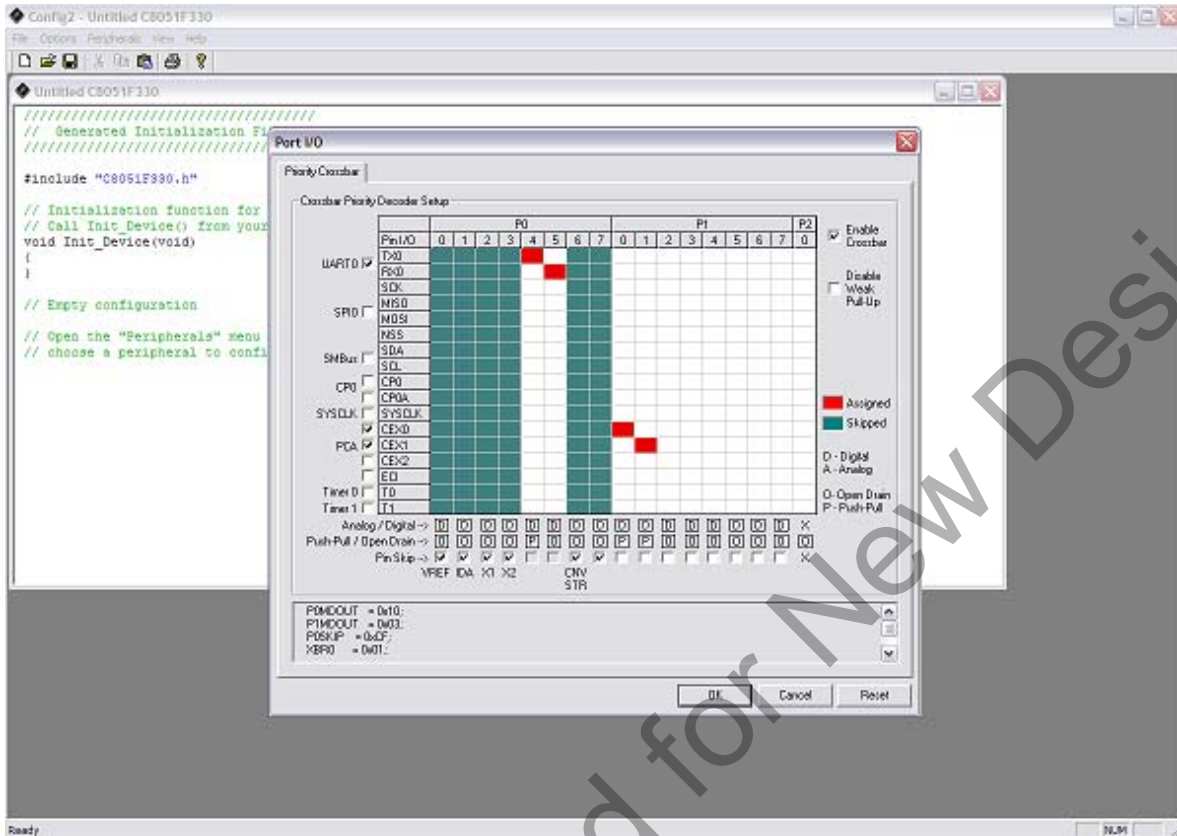 Config2 - Untitled C8051F330
File Options Peripherals View Help
Untitled C8051F330
/////////////////////////////////////
// Generated Initialization Fi
#include "C8051F330.h"
// Initialization function for
// Call Init_Device() from your
void Init_Device(void)
{
}
// Empty configuration
// Open the "Peripherals" menu
// choose a peripheral to confi
Port I/O
Priority Crossbar
Crossbar Priority Decoder Setup
P0 P1 P2
Pin I/O 0 1 2 3 4 5 6 7 0 1 2 3 4 5 6 7 0
UART0 TX0
RX0
SCK
SPI0 MISO
MOSI
NSS
SMBus SDA
SCL
CP0 CP0
CP0A
SYSCLK SYSCLK
CEX0
PCA CEX1
CEX2
ECI
Timer 0 T0
Timer 1 T1
Analog / Digital -> X
Push-Pull / Open Drain ->
Pin Skip -> X
VREF IDA X1 X2 CNV
STR
Enable
Crossbar
Disable
Weak
Pull-Up
Assigned
Skipped
D - Digital
A - Analog
O- Open Drain
P - Push-Pull
P0MDOUT = 0x10;
P1MDOUT = 0x03;
P0SKIP = 0xCF;
XBR0 = 0x01;
OK Cancel Reset
Ready NUM
d for New Desi